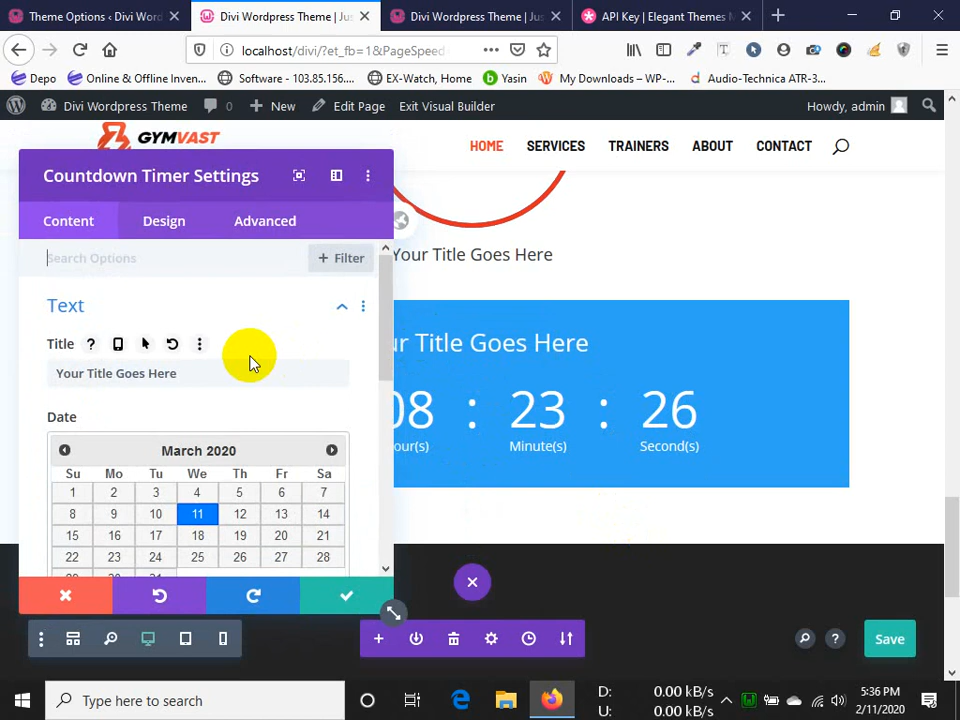 Theme Options ‹ Divi Word
Divi Wordpress Theme | Jus
Divi Wordpress Theme | Jus
API Key | Elegant Themes M
localhost/divi/?et_fb=1&PageSpeed
Depo
Online & Offline Inven...
Software - 103.85.156....
EX-Watch, Home
Yasin
My Downloads – WP-...
Audio-Technica ATR-3...
Divi Wordpress Theme
0
New
Edit Page
Exit Visual Builder
Howdy, admin
GYMVAST
HOME
SERVICES
TRAINERS
ABOUT
CONTACT
Countdown Timer Settings
Content
Design
Advanced
Search Options
+ Filter
Text
Title
Your Title Goes Here
Date
March 2020
Su Mo Tu We Th Fr Sa
1 2 3 4 5 6 7
8 9 10 11 12 13 14
15 16 17 18 19 20 21
22 23 24 25 26 27 28
Your Title Goes Here
ur Title Goes Here
08 : 23 : 26
our(s) Minute(s) Second(s)
Save
Type here to search
D: 0.00 kB/s
U: 0.00 kB/s
5:36 PM
2/11/2020